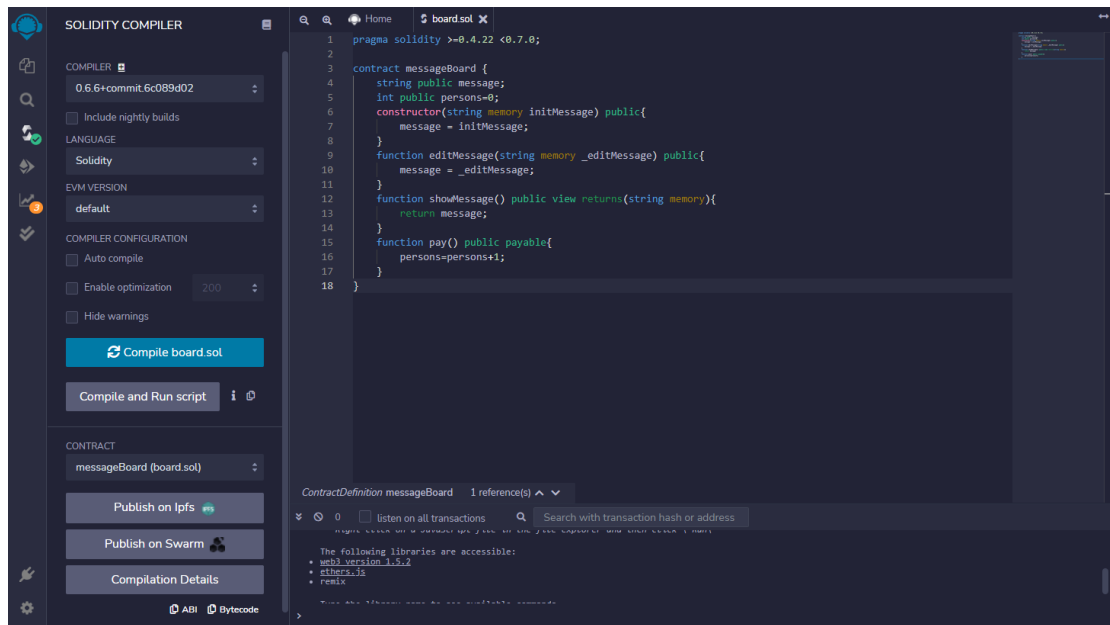 SOLIDITY COMPILER
COMPILER
0.6.6+commit.6c089d02
Include nightly builds
LANGUAGE
Solidity
EVM VERSION
default
COMPILER CONFIGURATION
Auto compile
Enable optimization 200
Hide warnings
Compile board.sol
Compile and Run script
CONTRACT
messageBoard (board.sol)
Publish on Ipfs
Publish on Swarm
Compilation Details
ABI Bytecode
3
Home board.sol
1 pragma solidity >=0.4.22 <0.7.0;
2
3 contract messageBoard {
4 string public message;
5 int public persons=0;
6 constructor(string memory initMessage) public{
7 message = initMessage;
8 }
9 function editMessage(string memory _editMessage) public{
10 message = _editMessage;
11 }
12 function showMessage() public view returns(string memory){
13 return message;
14 }
15 function pay() public payable{
16 persons=persons+1;
17 }
18 }
ContractDefinition messageBoard 1 reference(s)
0 listen on all transactions Search with transaction hash or address
The following libraries are accessible:
• web3 version 1.5.2
• ethers.js
• remix
>